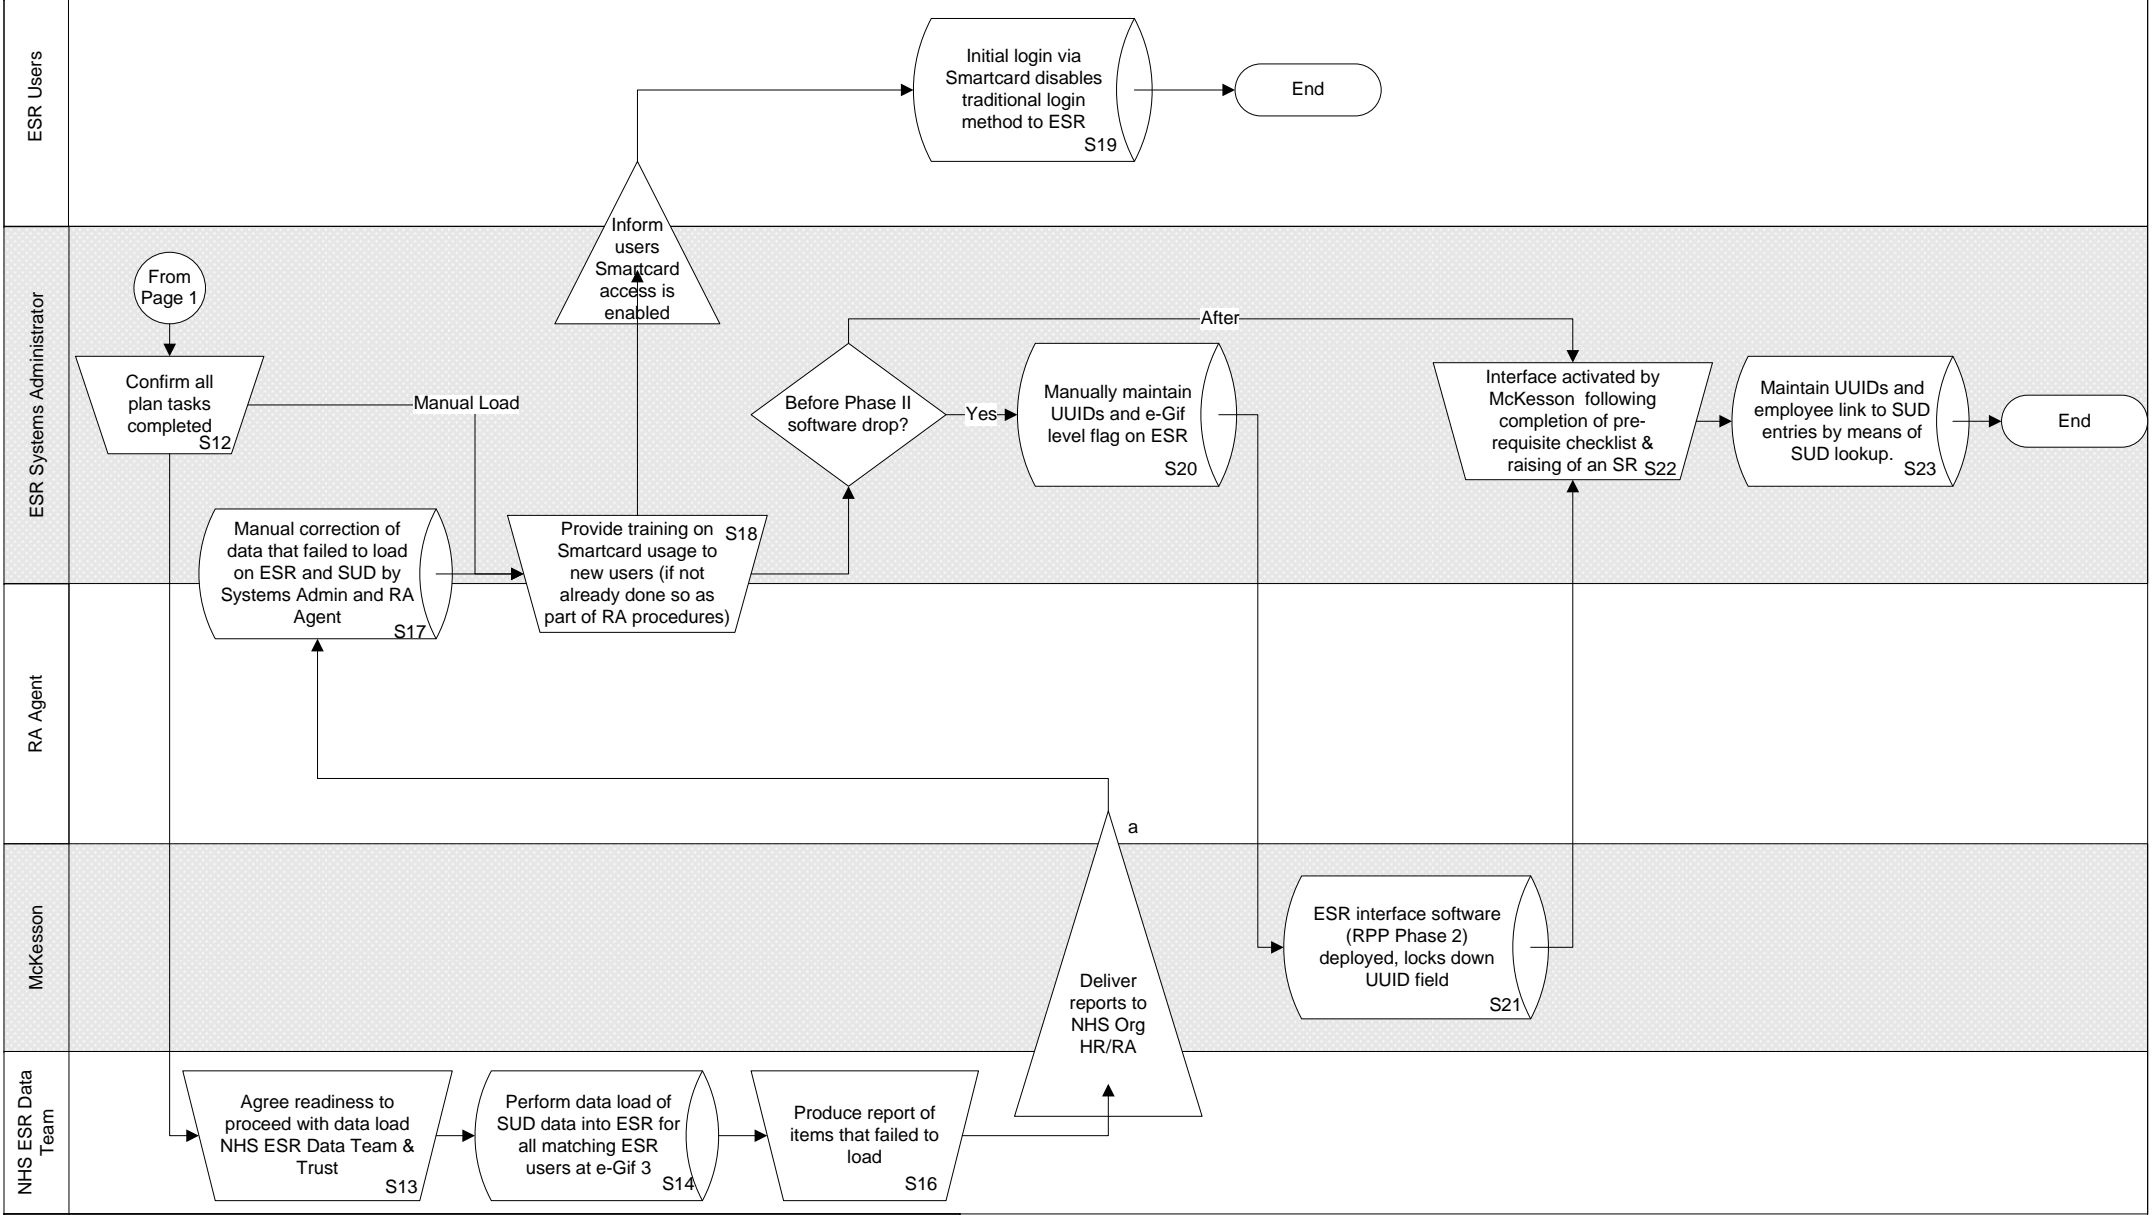 ESR Users
Initial login via
Smartcard disables
traditional login
method to ESR
S19
End
ESR Systems Administrator
From
Page 1
Inform
users
Smartcard
access is
enabled
Confirm all
plan tasks
completed
S12
Manual Load
After
Before Phase II
software drop?
Yes
Manually maintain
UUIDs and e-Gif
level flag on ESR
S20
Interface activated by
McKesson  following
completion of pre-
requisite checklist &
raising of an SR
S22
Maintain UUIDs and
employee link to SUD
entries by means of
SUD lookup.
S23
End
Manual correction of
data that failed to load
on ESR and SUD by
Systems Admin and RA
Agent
S17
Provide training on
Smartcard usage to
new users (if not
already done so as
part of RA procedures)
S18
RA Agent
a
McKesson
Deliver
reports to
NHS Org
HR/RA
ESR interface software
(RPP Phase 2)
deployed, locks down
UUID field
S21
NHS ESR Data
Team
Agree readiness to
proceed with data load
NHS ESR Data Team &
Trust
S13
Perform data load of
SUD data into ESR for
all matching ESR
users at e-Gif 3
S14
Produce report of
items that failed to
load
S16